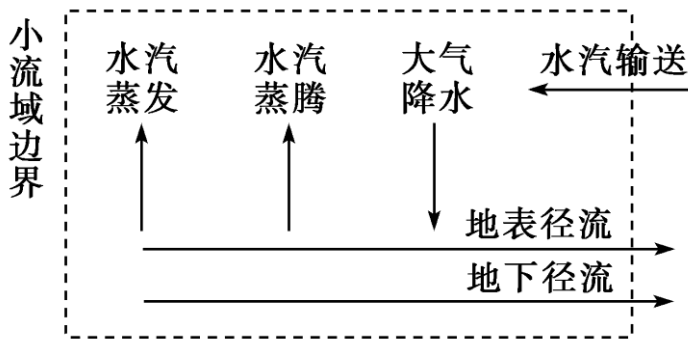 小流域边界
水汽
蒸发
水汽
蒸腾
大气
降水
水汽输送
地表径流
地下径流